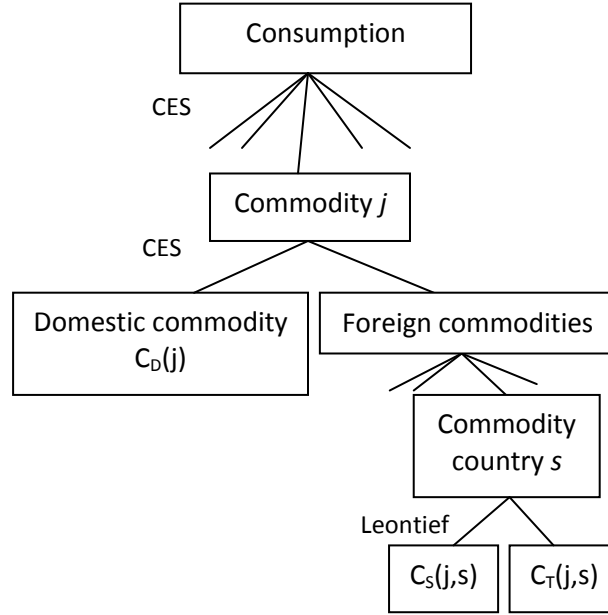 Consumption
CES
Commodity j
CES
Domestic commodity
C_D(j)
Foreign commodities
Commodity
country s
Leontief
C_S(j,s)
C_T(j,s)